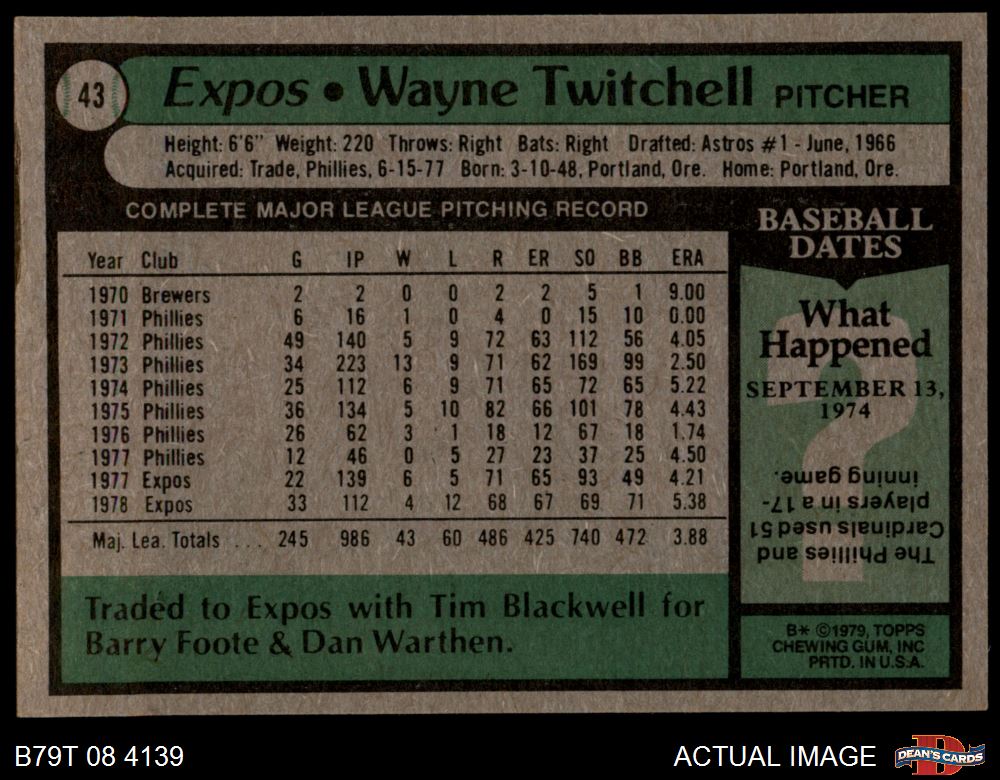 43
Expos • Wayne Twitchell PITCHER
Height: 6'6" Weight: 220 Throws: Right Bats: Right Drafted: Astros #1 - June, 1966
Acquired: Trade, Phillies, 6-15-77 Born: 3-10-48, Portland, Ore. Home: Portland, Ore.
COMPLETE MAJOR LEAGUE PITCHING RECORD
Year Club G IP W L R ER SO BB ERA
1970 Brewers 2 2 0 0 2 2 5 1 9.00
1971 Phillies 6 16 1 0 4 0 15 10 0.00
1972 Phillies 49 140 5 9 72 63 112 56 4.05
1973 Phillies 34 223 13 9 71 62 169 99 2.50
1974 Phillies 25 112 6 9 71 65 72 65 5.22
1975 Phillies 36 134 5 10 82 66 101 78 4.43
1976 Phillies 26 62 3 1 18 12 67 18 1.74
1977 Phillies 12 46 0 5 27 23 37 25 4.50
1977 Expos 22 139 6 5 71 65 93 49 4.21
1978 Expos 33 112 4 12 68 67 69 71 5.38
Maj. Lea. Totals ... 245 986 43 60 486 425 740 472 3.88
Traded to Expos with Tim Blackwell for
Barry Foote & Dan Warthen.
BASEBALL
DATES
What
Happened
SEPTEMBER 13,
1974
?
The Phillies and
Cardinals used 51
players in a 17-
inning game.
B* ©1979, TOPPS
CHEWING GUM, INC
PRTD. IN U.S.A.
B79T 08 4139
ACTUAL IMAGE
D
DEAN'S CARDS